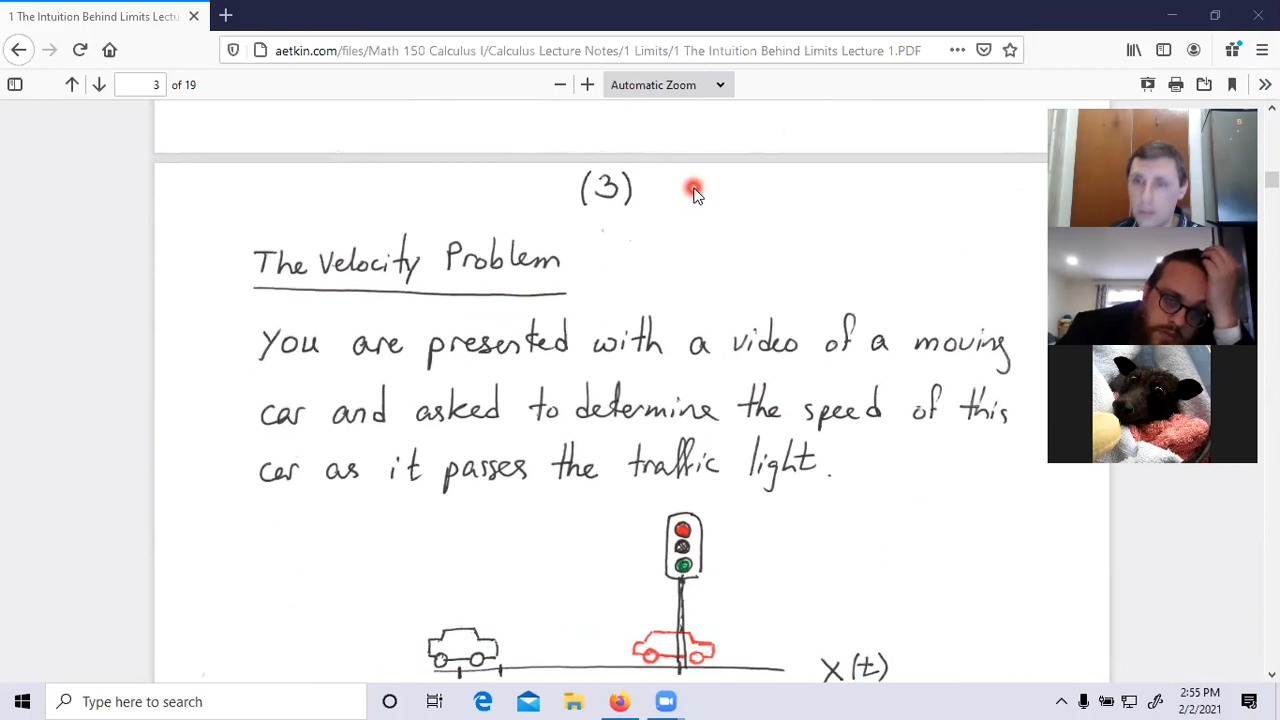 1 The Intuition Behind Limits Lectu
aetkin.com/files/Math 150 Calculus I/Calculus Lecture Notes/1 Limits/1 The Intuition Behind Limits Lecture 1.PDF
3 of 19
Automatic Zoom
(3)
The Velocity Problem
You are presented with a video of a moving
car and asked to determine the speed of this
car as it passes the traffic light.
X(t)
Type here to search
2:55 PM
2/2/2021